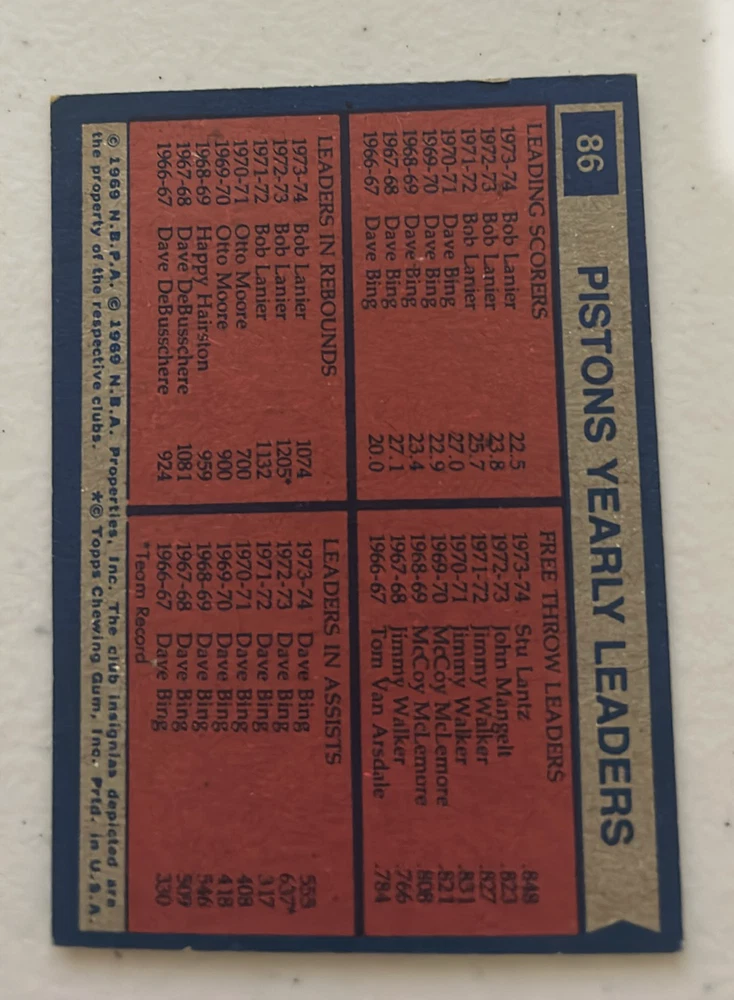 86
PISTONS YEARLY LEADERS
LEADING SCORERS
1973-74 Bob Lanier 22.5
1972-73 Bob Lanier 23.8
1971-72 Bob Lanier 25.7
1970-71 Dave Bing 27.0
1969-70 Dave Bing 22.9
1968-69 Dave Bing 23.4
1967-68 Dave Bing 27.1
1966-67 Dave Bing 20.0
FREE THROW LEADERS
1973-74 Stu Lantz .848
1972-73 John Mangelt .823
1971-72 Jimmy Walker .827
1970-71 Jimmy Walker .831
1969-70 McCoy McLemore .821
1968-69 McCoy McLemore .808
1967-68 Jimmy Walker .766
1966-67 Tom Van Arsdale .784
LEADERS IN REBOUNDS
1973-74 Bob Lanier 1074
1972-73 Bob Lanier 1205*
1971-72 Bob Lanier 1132
1970-71 Otto Moore 700
1969-70 Otto Moore 900
1968-69 Happy Hairston 959
1967-68 Dave DeBusschere 1081
1966-67 Dave DeBusschere 924
LEADERS IN ASSISTS
1973-74 Dave Bing 555
1972-73 Dave Bing 637*
1971-72 Dave Bing 317
1970-71 Dave Bing 408
1969-70 Dave Bing 418
1968-69 Dave Bing 546
1967-68 Dave Bing 509
1966-67 Dave Bing 330
*Team Record
© 1969 N.B.P.A. © 1969 N.B.A. Properties, Inc. The club insignias depicted are
the property of the respective clubs. *© Topps Chewing Gum, Inc. Prtd. in U.S.A.